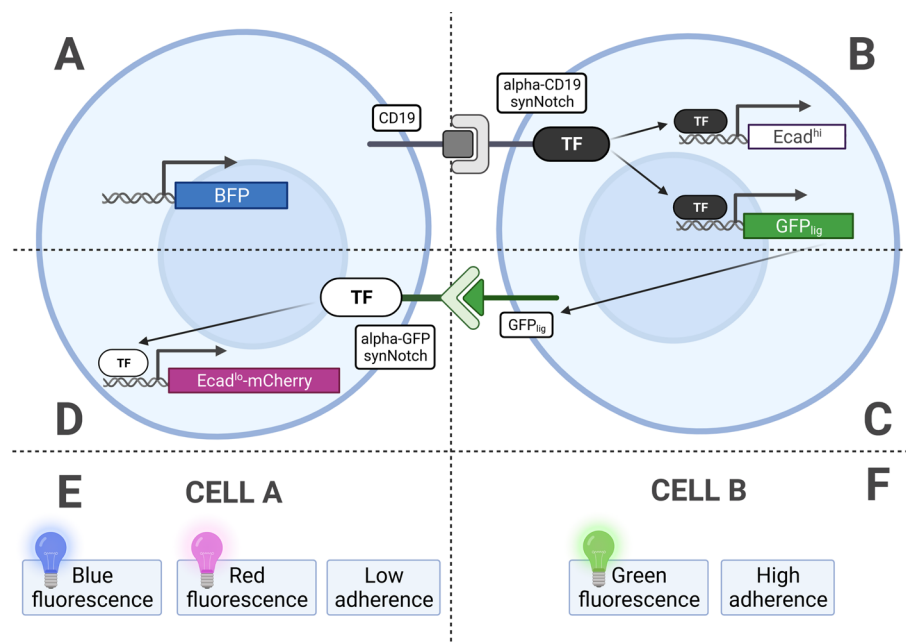 A
B
CD19
alpha-CD19
synNotch
TF
TF
Ecadhi
BFP
TF
GFPlig
TF
alpha-GFP
synNotch
GFPlig
TF
Ecadlo-mCherry
D
C
E
CELL A
CELL B
F
Blue
fluorescence
Red
fluorescence
Low
adherence
Green
fluorescence
High
adherence